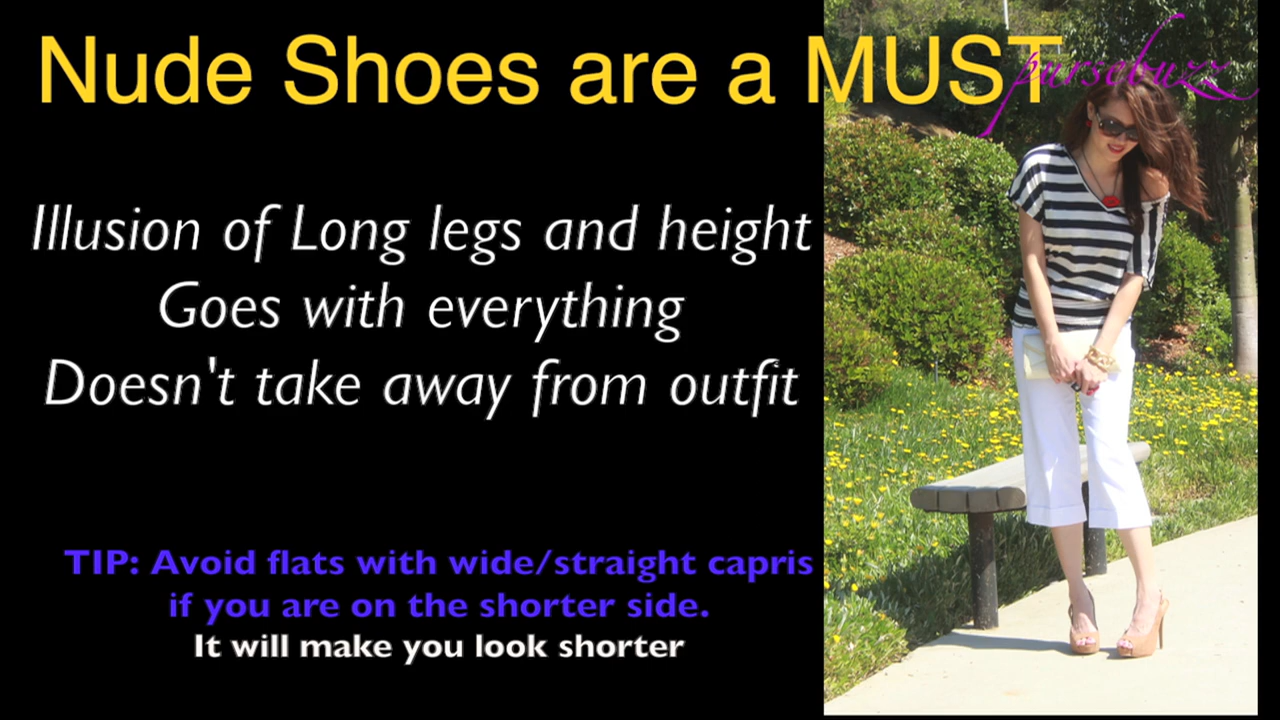 Nude Shoes are a MUST
pursebuzz
Illusion of Long legs and height
Goes with everything
Doesn't take away from outfit
TIP: Avoid flats with wide/straight capris
if you are on the shorter side.
It will make you look shorter